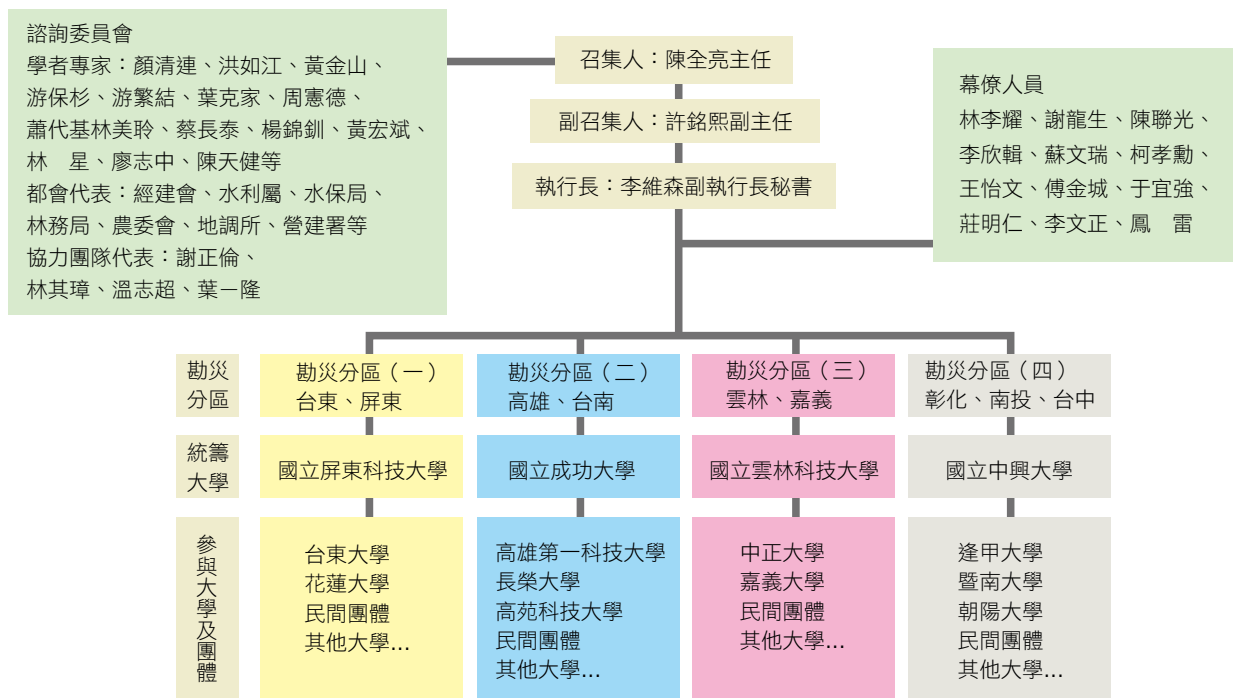 諮詢委員會
學者專家：顏清連、洪如江、黃金山、
游保杉、游繁結、葉克家、周憲德、
蕭代基林美聆、蔡長泰、楊錦釧、黃宏斌、
林　星、廖志中、陳天健等
都會代表：經建會、水利屬、水保局、
林務局、農委會、地調所、營建署等
協力團隊代表：謝正倫、
林其璋、溫志超、葉一隆
召集人：陳全亮主任
副召集人：許銘熙副主任
執行長：李維森副執行長秘書
幕僚人員
林李耀、謝龍生、陳聯光、
李欣輯、蘇文瑞、柯孝勳、
王怡文、傅金城、于宜強、
莊明仁、李文正、鳳　雷
勘災
分區
勘災分區（一）
台東、屏東
勘災分區（二）
高雄、台南
勘災分區（三）
雲林、嘉義
勘災分區（四）
彰化、南投、台中
統籌
大學
國立屏東科技大學
國立成功大學
國立雲林科技大學
國立中興大學
參與大學及團體
台東大學
花蓮大學
民間團體
其他大學...
高雄第一科技大學
長榮大學
高苑科技大學
民間團體
其他大學...
中正大學
嘉義大學
民間團體
其他大學...
逢甲大學
暨南大學
朝陽大學
民間團體
其他大學...